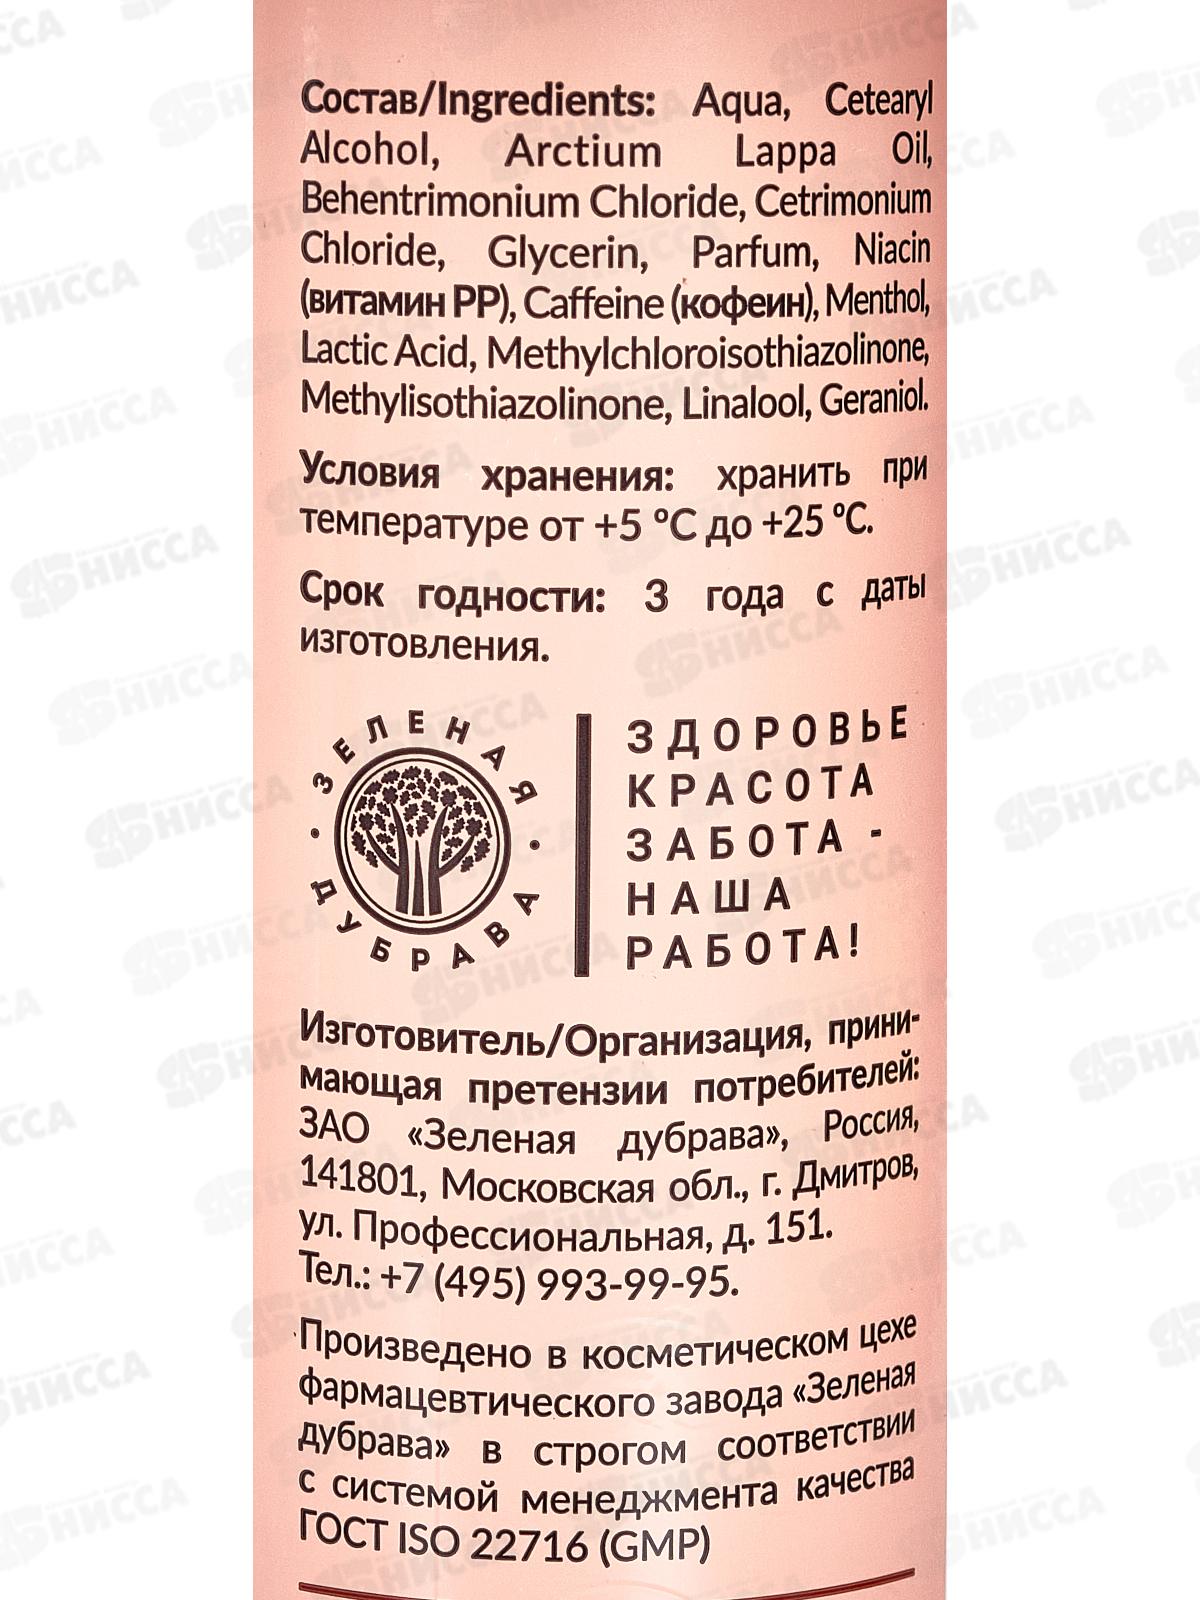 Состав/Ingredients: Aqua, Cetearyl
Alcohol, Arctium Lappa Oil,
Behentrimonium Chloride, Cetrimonium
Chloride, Glycerin, Parfum, Niacin
(витамин PP), Caffeine (кофеин), Menthol,
Lactic Acid, Methylchloroisothiazolinone,
Methylisothiazolinone, Linalool, Geraniol.
Условия хранения: хранить при
температуре от +5 ºC до +25 ºC.
Срок годности: 3 года с даты
изготовления.
ЗЕЛЕНАЯ
• ДУБРАВА •
ЗДОРОВЬЕ
КРАСОТА
ЗАБОТА -
НАША
РАБОТА!
Изготовитель/Организация, прини-
мающая претензии потребителей:
ЗАО «Зеленая дубрава», Россия,
141801, Московская обл., г. Дмитров,
ул. Профессиональная, д. 151.
Тел.: +7 (495) 993-99-95.
Произведено в косметическом цехе
фармацевтического завода «Зеленая
дубрава» в строгом соответствии
с системой менеджмента качества
ГОСТ ISO 22716 (GMP)
НИССА